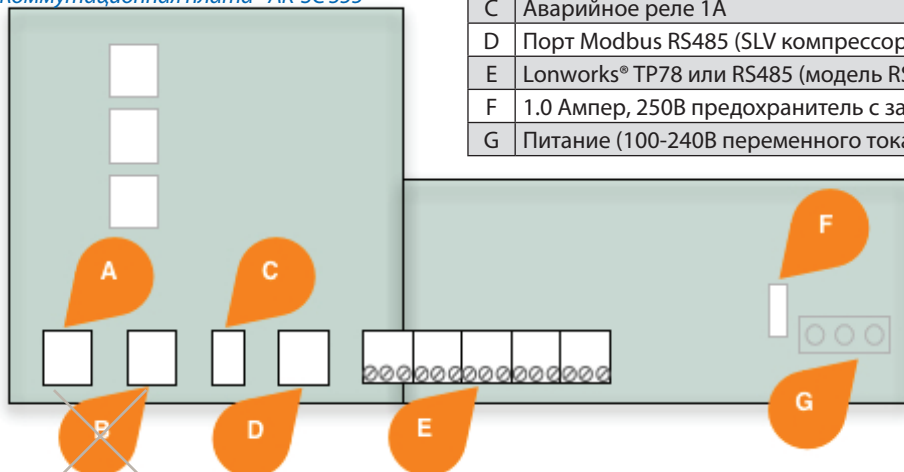 Коммутационная плата - AK-SC 355
C Аварийное реле 1А
D Порт Modbus RS485 (SLV компрессор
E Lonworks® TP78 или RS485 (модель RS
F 1.0 Ампер, 250В предохранитель с за
G Питание (100-240В переменного тока
F
A
C
B
D
E
G